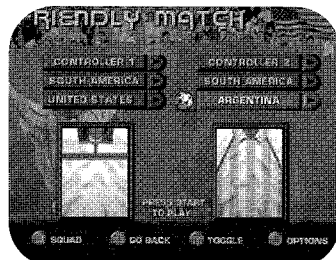 FRIENDLY MATCH
CONTROLLER 1
CONTROLLER 2
SOUTH AMERICA
SOUTH AMERICA
UNITED STATES
ARGENTINA
PRESS START
TO PLAY
SQUAD
GO BACK
TOGGLE
OPTIONS